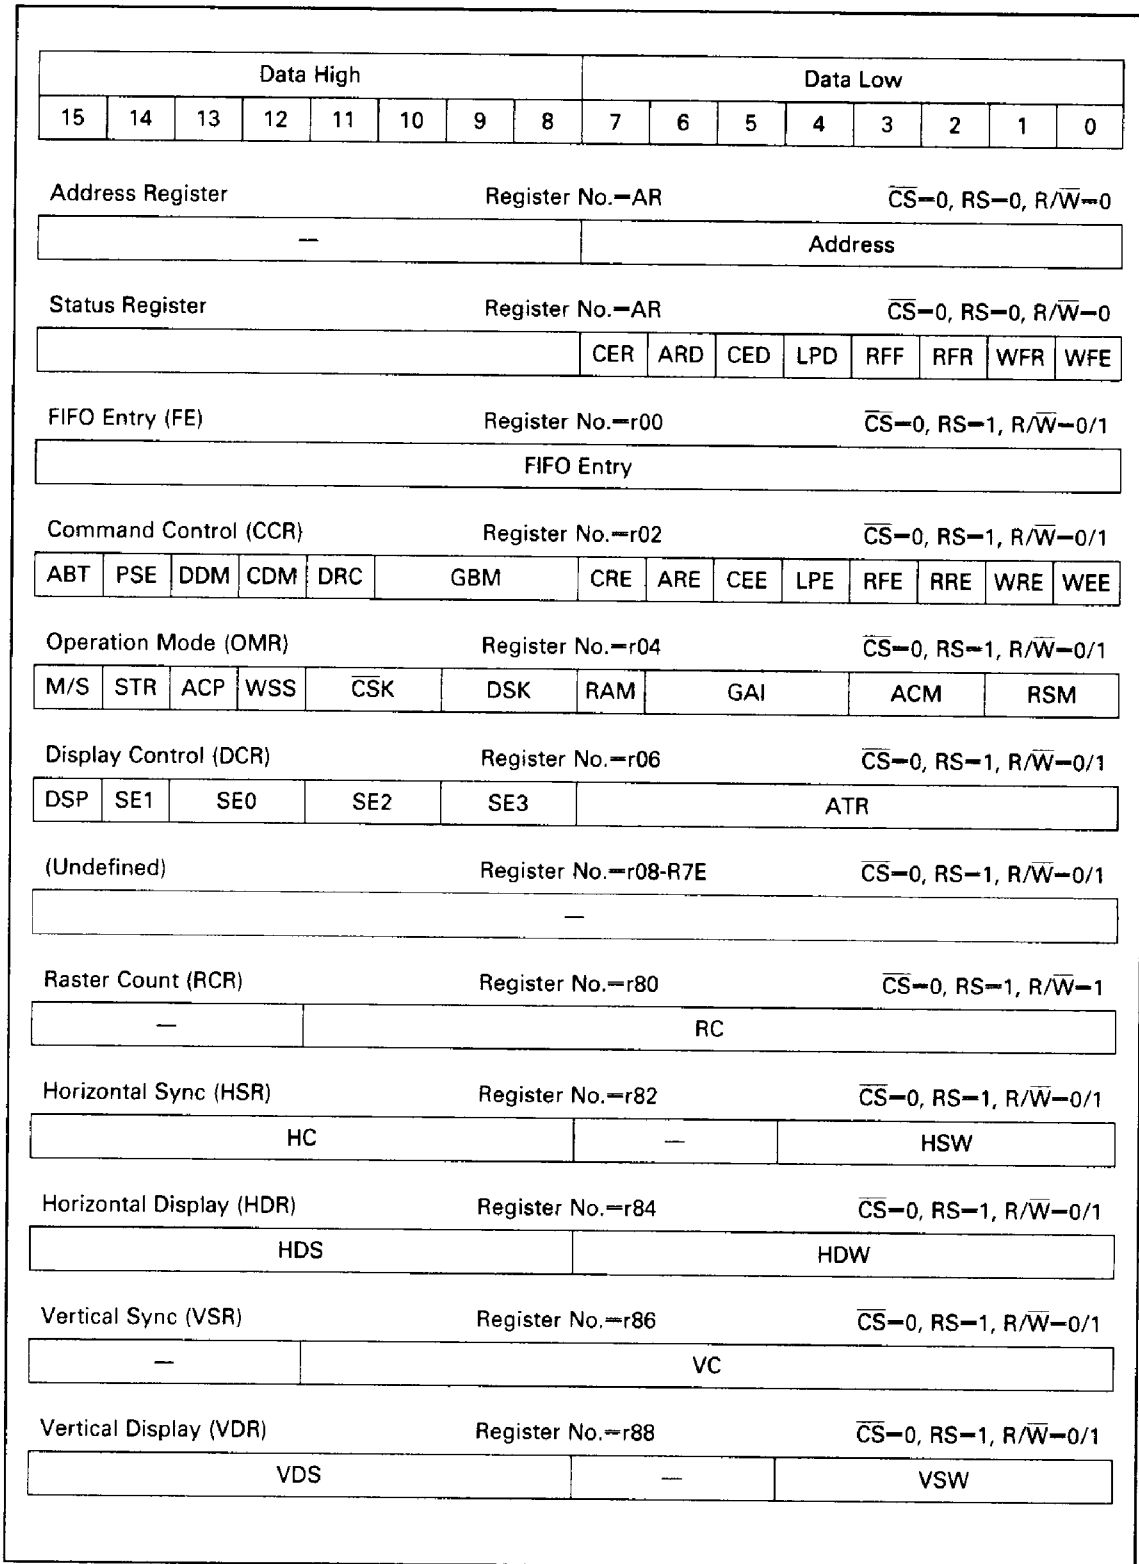 Data High Data Low
15 14 13 12 11 10 9 8 7 6 5 4 3 2 1 0
Address Register Register No.=AR C̅S̅=0, RS=0, R/W̅=0
— Address
Status Register Register No.=AR C̅S̅=0, RS=0, R/W̅=0
CER ARD CED LPD RFF RFR WFR WFE
FIFO Entry (FE) Register No.=r00 C̅S̅=0, RS=1, R/W̅=0/1
FIFO Entry
Command Control (CCR) Register No.=r02 C̅S̅=0, RS=1, R/W̅=0/1
ABT PSE DDM CDM DRC GBM CRE ARE CEE LPE RFE RRE WRE WEE
Operation Mode (OMR) Register No.=r04 C̅S̅=0, RS=1, R/W̅=0/1
M/S STR ACP WSS C̅S̅K DSK RAM GAI ACM RSM
Display Control (DCR) Register No.=r06 C̅S̅=0, RS=1, R/W̅=0/1
DSP SE1 SE0 SE2 SE3 ATR
(Undefined) Register No.=r08-R7E C̅S̅=0, RS=1, R/W̅=0/1
—
Raster Count (RCR) Register No.=r80 C̅S̅=0, RS=1, R/W̅=1
— RC
Horizontal Sync (HSR) Register No.=r82 C̅S̅=0, RS=1, R/W̅=0/1
HC — HSW
Horizontal Display (HDR) Register No.=r84 C̅S̅=0, RS=1, R/W̅=0/1
HDS HDW
Vertical Sync (VSR) Register No.=r86 C̅S̅=0, RS=1, R/W̅=0/1
— VC
Vertical Display (VDR) Register No.=r88 C̅S̅=0, RS=1, R/W̅=0/1
VDS — VSW